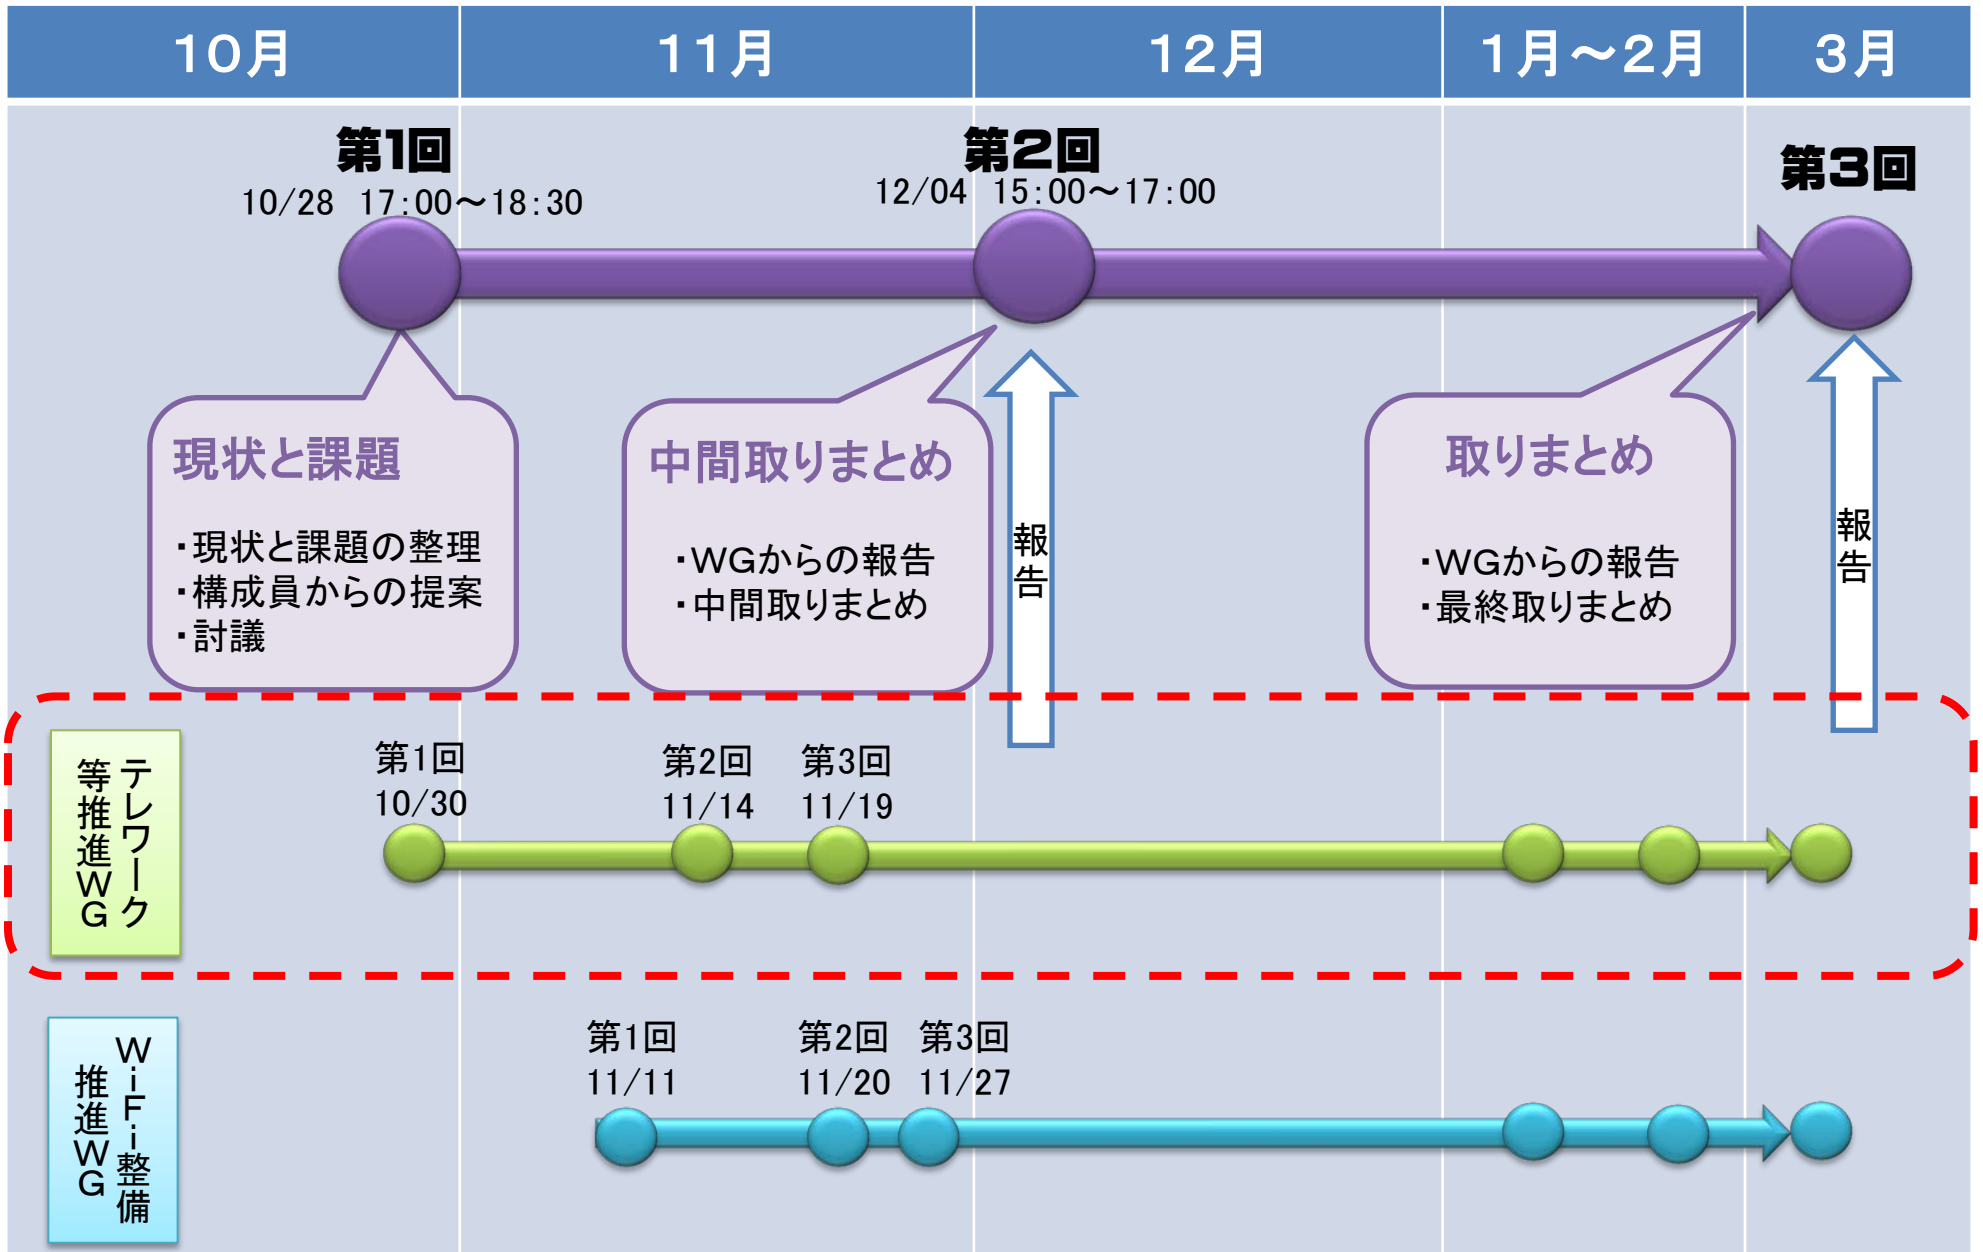 10月
11月
12月
1月～2月
3月
第1回
10/28 17:00～18:30
第2回
12/04 15:00～17:00
第3回
現状と課題
・現状と課題の整理
・構成員からの提案
・討議
中間取りまとめ
・WGからの報告
・中間取りまとめ
報告
取りまとめ
・WGからの報告
・最終取りまとめ
報告
テレワーク
等推進WG
第1回
10/30
第2回
11/14
第3回
11/19
Wi-Fi整備
推進WG
第1回
11/11
第2回
11/20
第3回
11/27